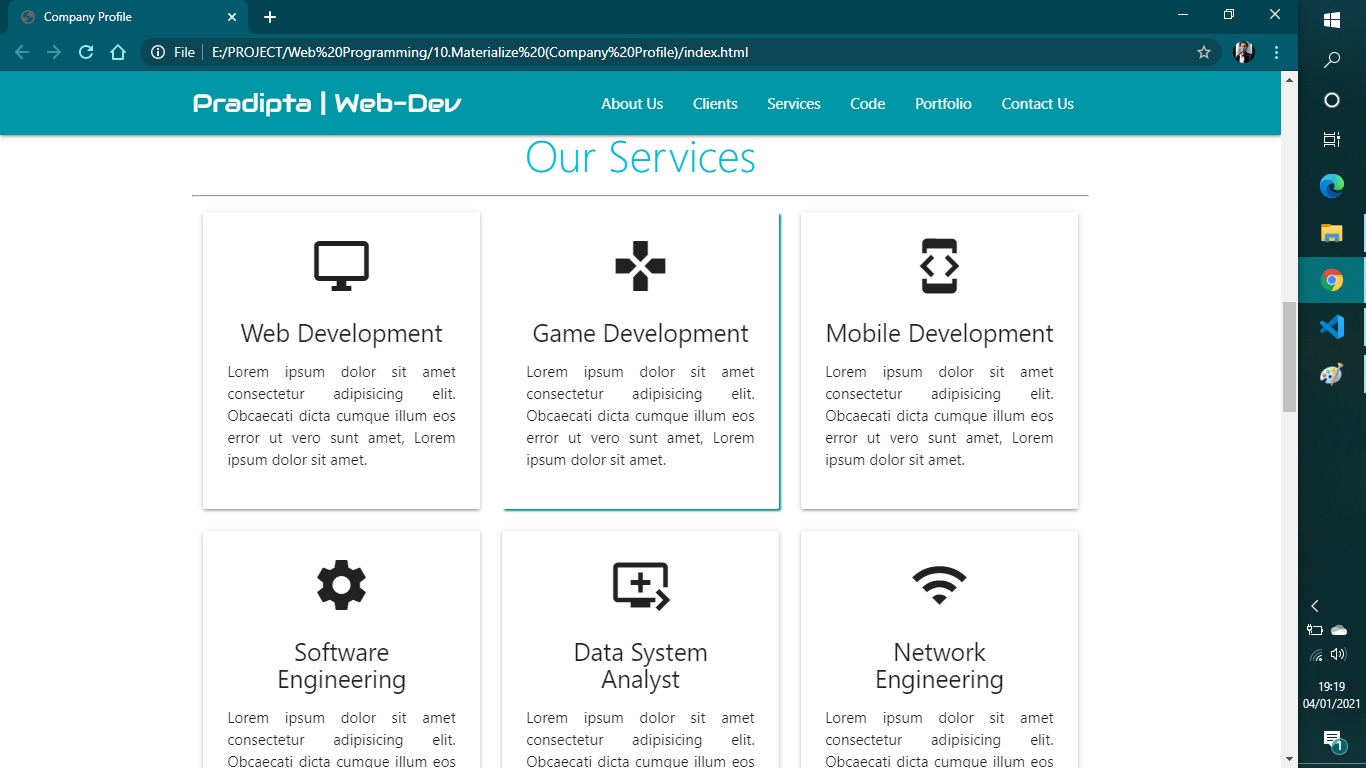 Company Profile
File E:/PROJECT/Web%20Programming/10.Materialize%20(Company%20Profile)/index.html
Pradipta | Web-Dev
About Us Clients Services Code Portfolio Contact Us
Our Services
Web Development
Lorem ipsum dolor sit amet
consectetur adipisicing elit.
Obcaecati dicta cumque illum eos
error ut vero sunt amet, Lorem
ipsum dolor sit amet.
Game Development
Lorem ipsum dolor sit amet
consectetur adipisicing elit.
Obcaecati dicta cumque illum eos
error ut vero sunt amet, Lorem
ipsum dolor sit amet.
Mobile Development
Lorem ipsum dolor sit amet
consectetur adipisicing elit.
Obcaecati dicta cumque illum eos
error ut vero sunt amet, Lorem
ipsum dolor sit amet.
Software
Engineering
Lorem ipsum dolor sit amet
consectetur adipisicing elit.
Obcaecati dicta cumque illum eos
Data System
Analyst
Lorem ipsum dolor sit amet
consectetur adipisicing elit.
Obcaecati dicta cumque illum eos
Network
Engineering
Lorem ipsum dolor sit amet
consectetur adipisicing elit.
Obcaecati dicta cumque illum eos
19:19
04/01/2021
1